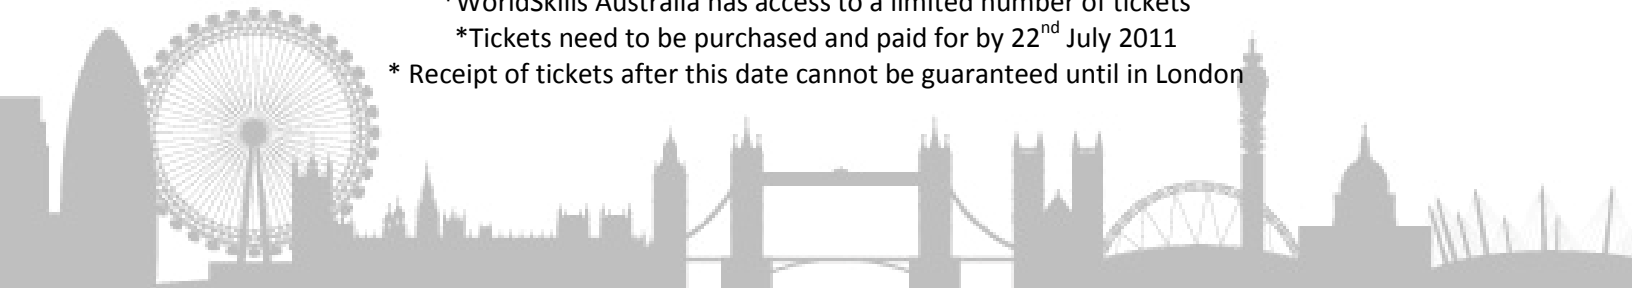 *WorldSkills Australia has access to a limited number of tickets
*Tickets need to be purchased and paid for by 22nd July 2011
* Receipt of tickets after this date cannot be guaranteed until in London